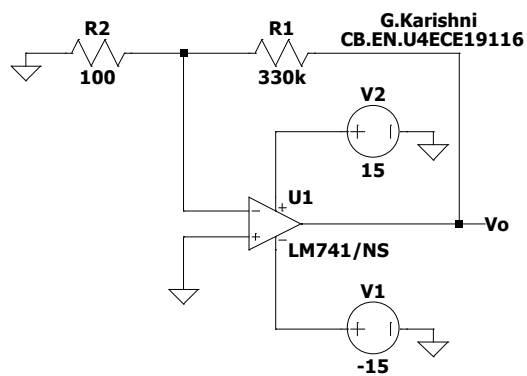 G.Karishni
CB.EN.U4ECE19116
R2
R1
100
330k
V2
15
U1
Vo
LM741/NS
V1
-15